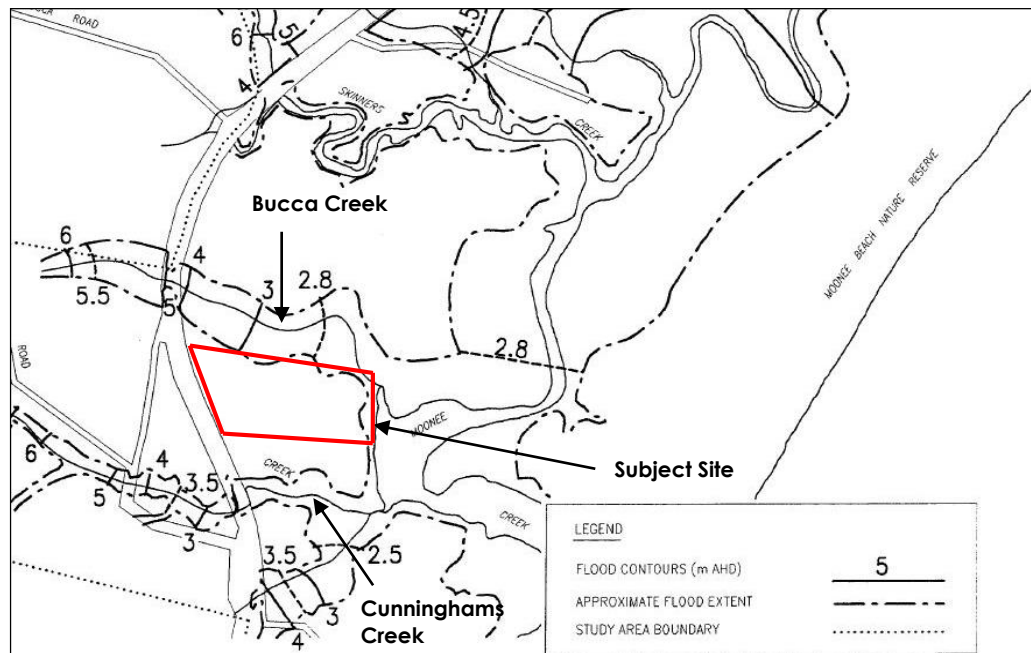 CCA ROAD
6
5
4.5
4
SKINNERS
CREEK
MOONEE BEACH NATURE RESERVE
Bucca Creek
6
4
5.5
5
3
2.8
2.8
ROAD
MOONEE
CREEK
Subject Site
6
5
4
3.5
3
CREEK
3.5
2.5
3
4
Cunninghams
Creek
LEGEND
FLOOD CONTOURS (m AHD)
5
APPROXIMATE FLOOD EXTENT
STUDY AREA BOUNDARY